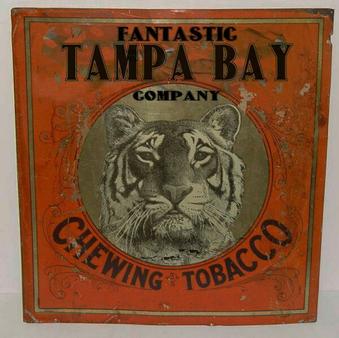 FANTASTIC
TAMPA BAY
COMPANY
CHEWING TOBACCO